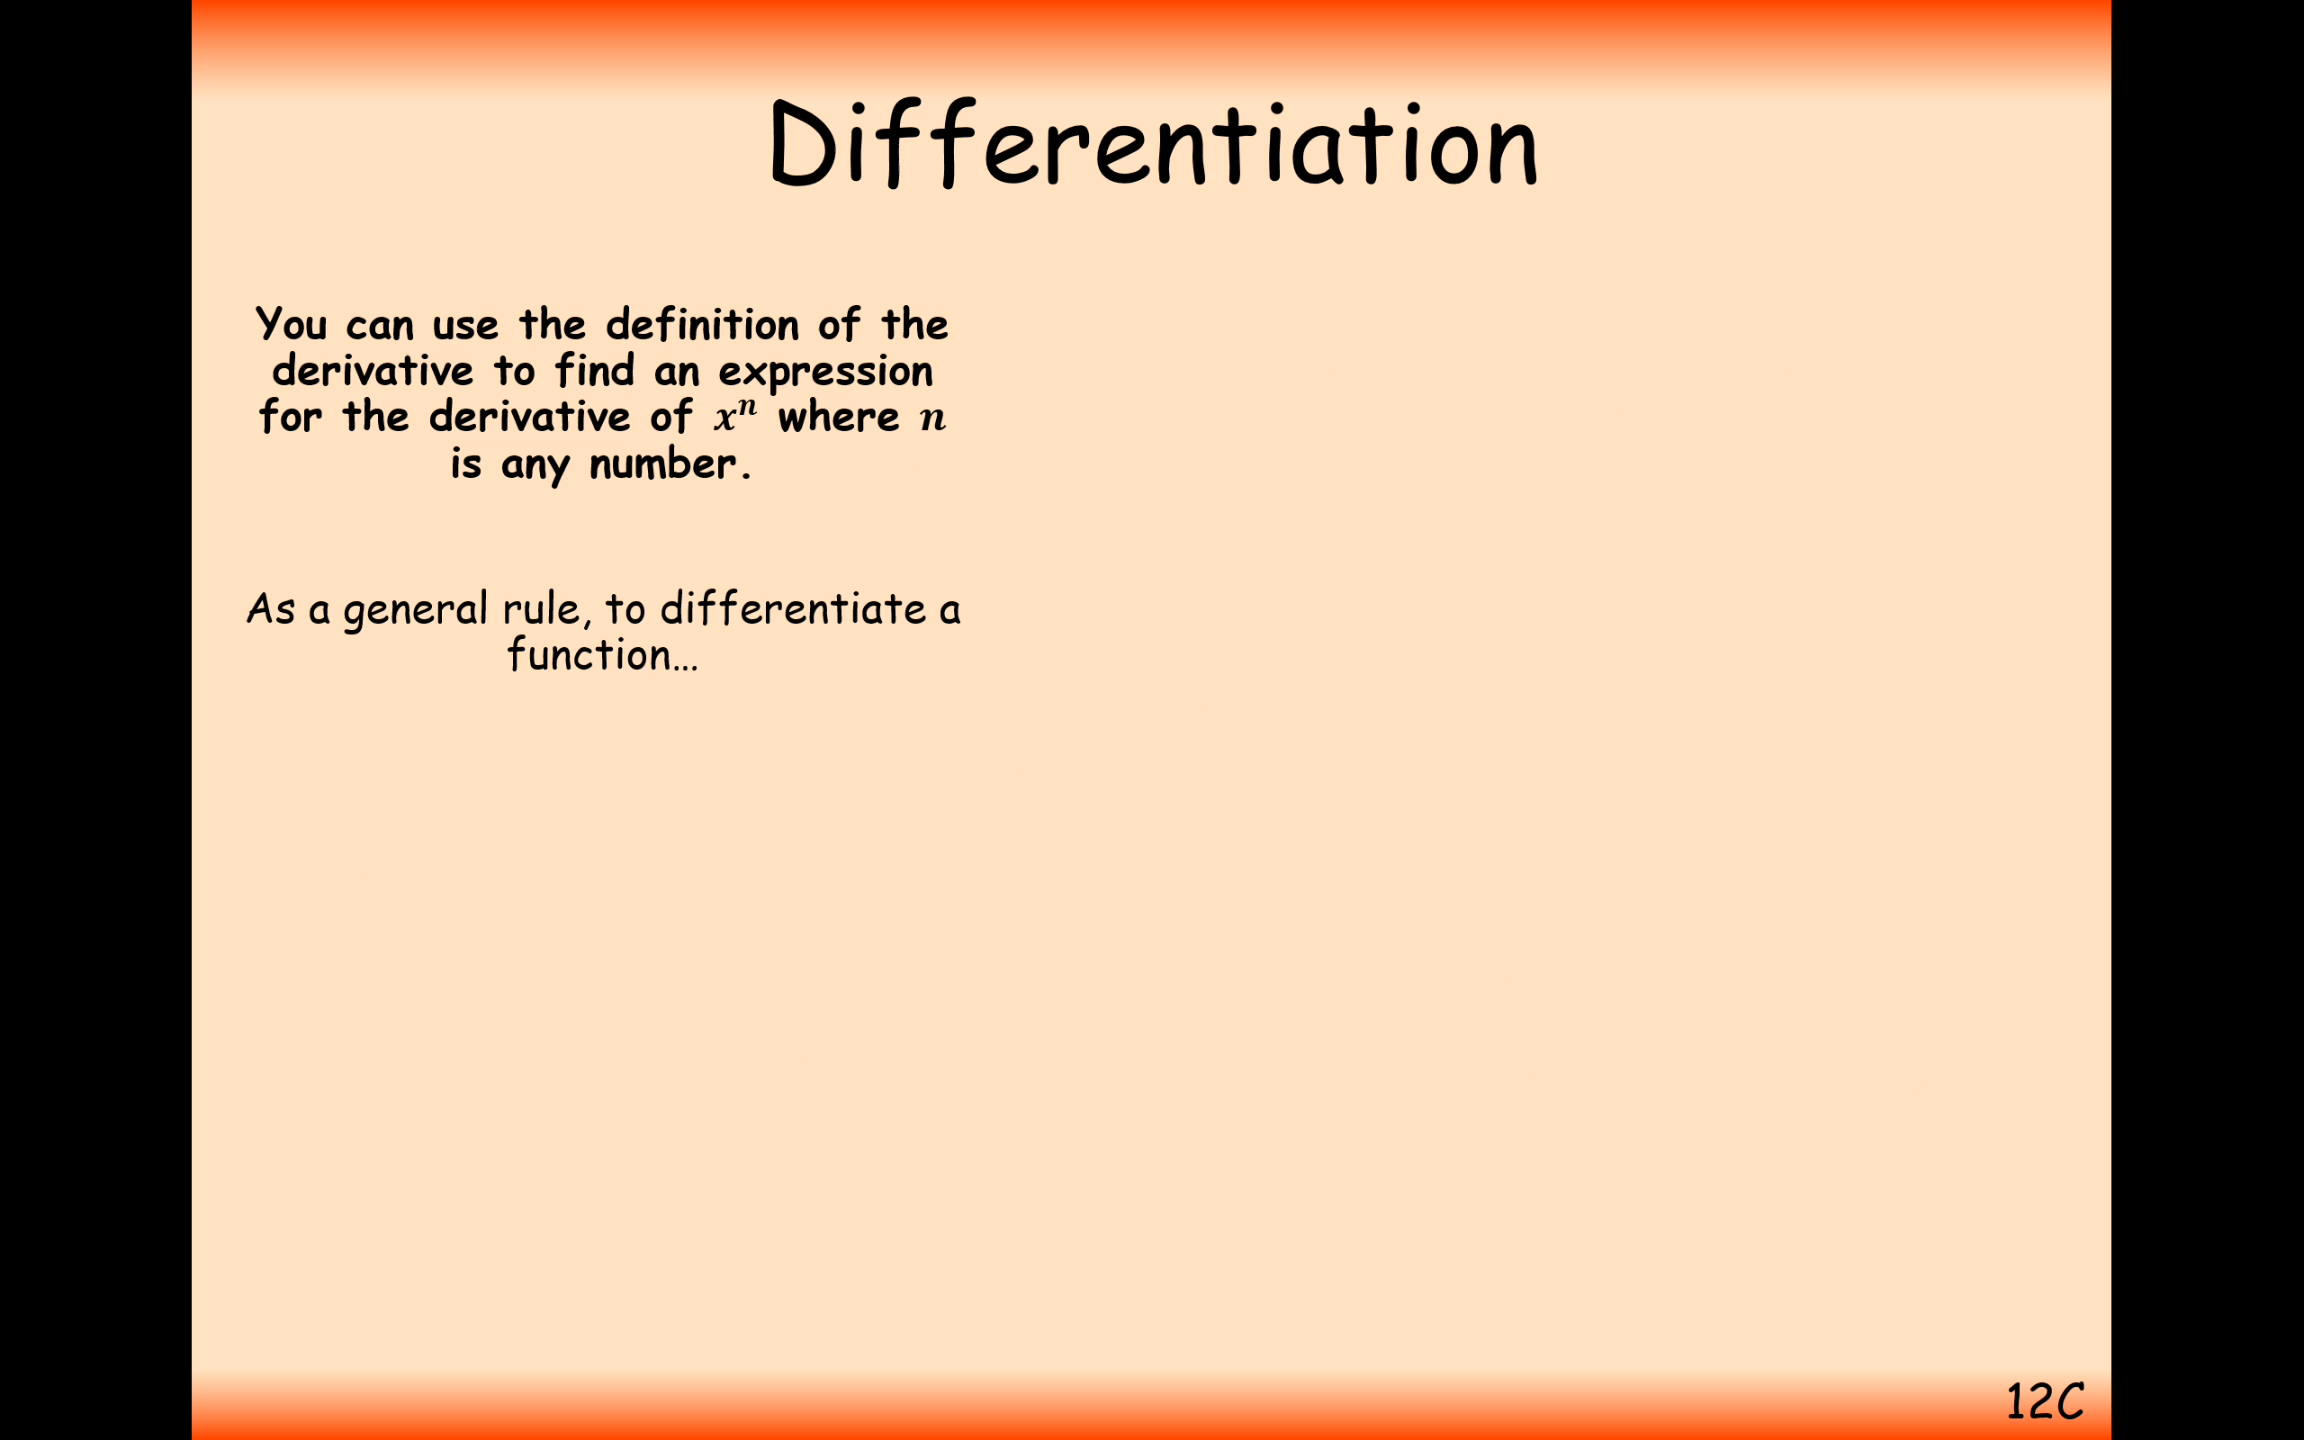 Differentiation
You can use the definition of the
derivative to find an expression
for the derivative of xⁿ where n
is any number.
As a general rule, to differentiate a
function…
12C